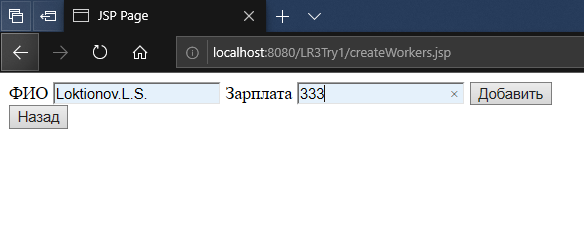 JSP Page
localhost:8080/LR3Try1/createWorkers.jsp
ФИО Loktionov.L.S. Зарплата 333 Добавить
Назад